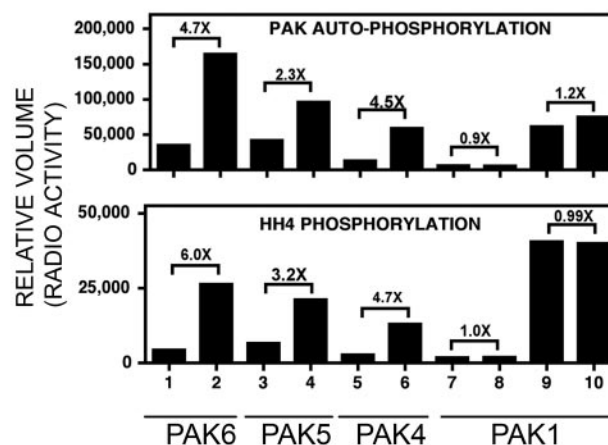 PAK AUTO-PHOSPHORYLATION
200,000
150,000
100,000
50,000
0
4.7X
2.3X
4.5X
0.9X
1.2X
RELATIVE VOLUME
(RADIO ACTIVITY)
HH4 PHOSPHORYLATION
50,000
25,000
0
6.0X
3.2X
4.7X
1.0X
0.99X
1 2 3 4 5 6 7 8 9 10
PAK6 PAK5 PAK4 PAK1